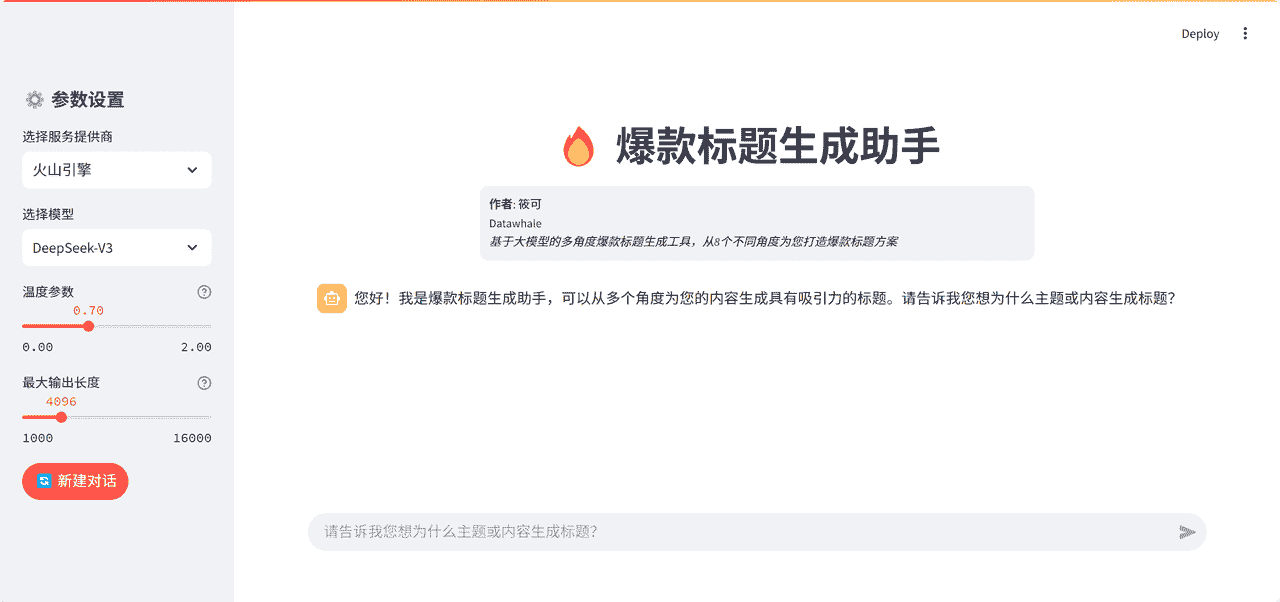 Deploy
参数设置
选择服务提供商
火山引擎
选择模型
DeepSeek-V3
温度参数
0.70
0.00 2.00
最大输出长度
4096
1000 16000
新建对话
爆款标题生成助手
作者: 筱可
Datawhaie
基于大模型的多角度爆款标题生成工具，从8个不同角度为您打造爆款标题方案
您好！我是爆款标题生成助手，可以从多个角度为您的内容生成具有吸引力的标题。请告诉我您想为什么主题或内容生成标题？
请告诉我您想为什么主题或内容生成标题？